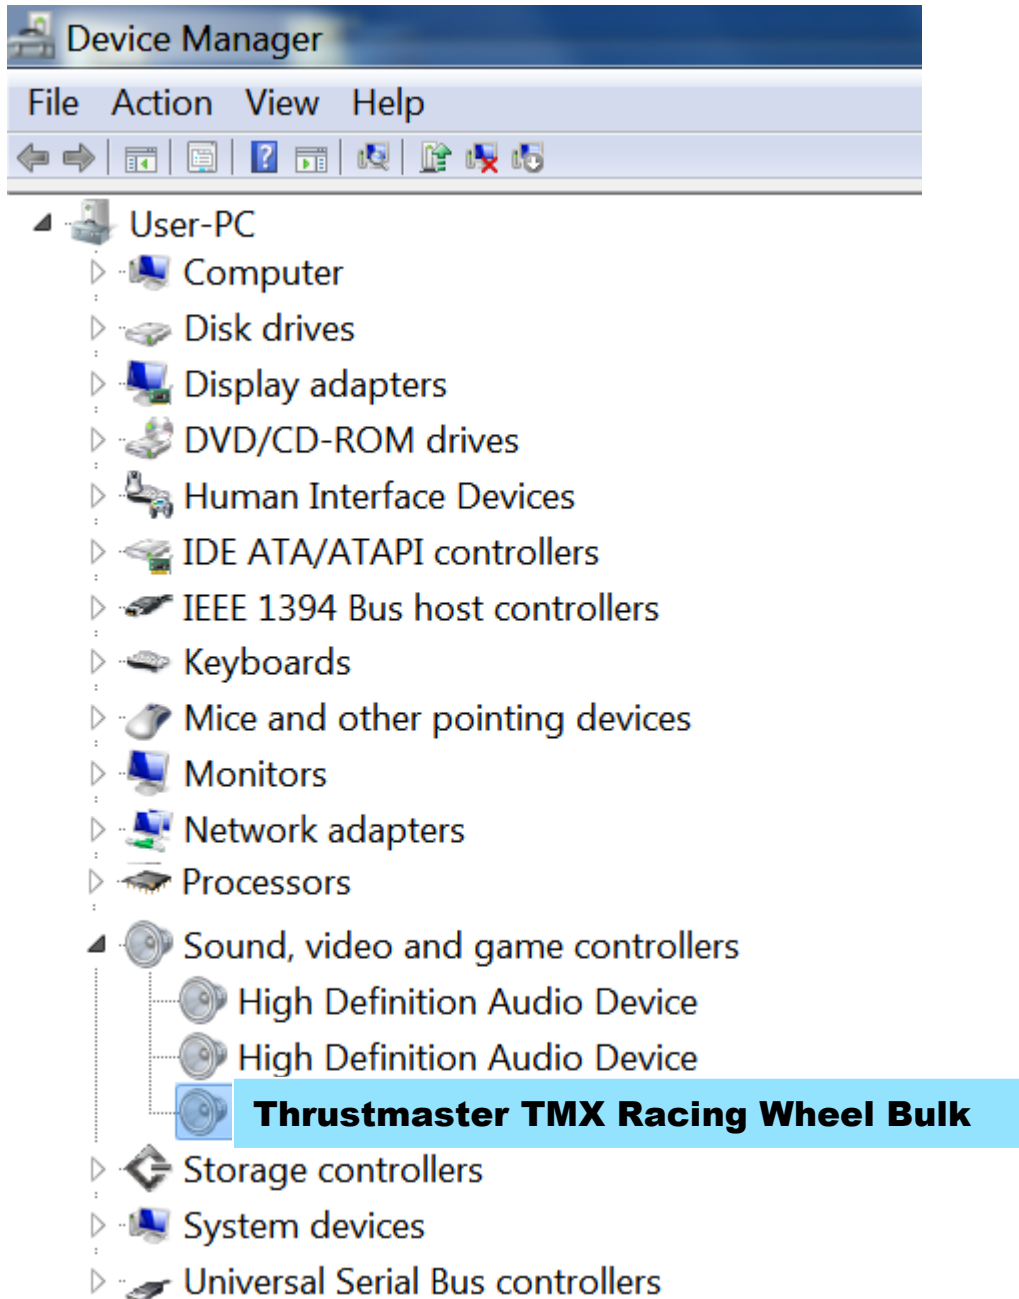 Device Manager
File Action View Help
User-PC
Computer
Disk drives
Display adapters
DVD/CD-ROM drives
Human Interface Devices
IDE ATA/ATAPI controllers
IEEE 1394 Bus host controllers
Keyboards
Mice and other pointing devices
Monitors
Network adapters
Processors
Sound, video and game controllers
High Definition Audio Device
High Definition Audio Device
Thrustmaster TMX Racing Wheel Bulk
Storage controllers
System devices
Universal Serial Bus controllers